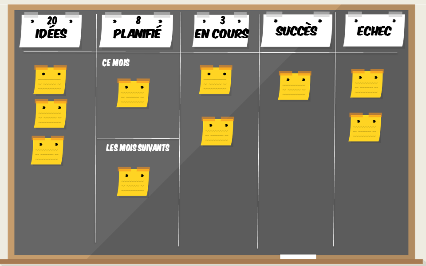 20
IDÉES
8
PLANIFIÉ
3
EN COURS
SUCCÈS
ECHEC
CE MOIS
LES MOIS SUIVANTS